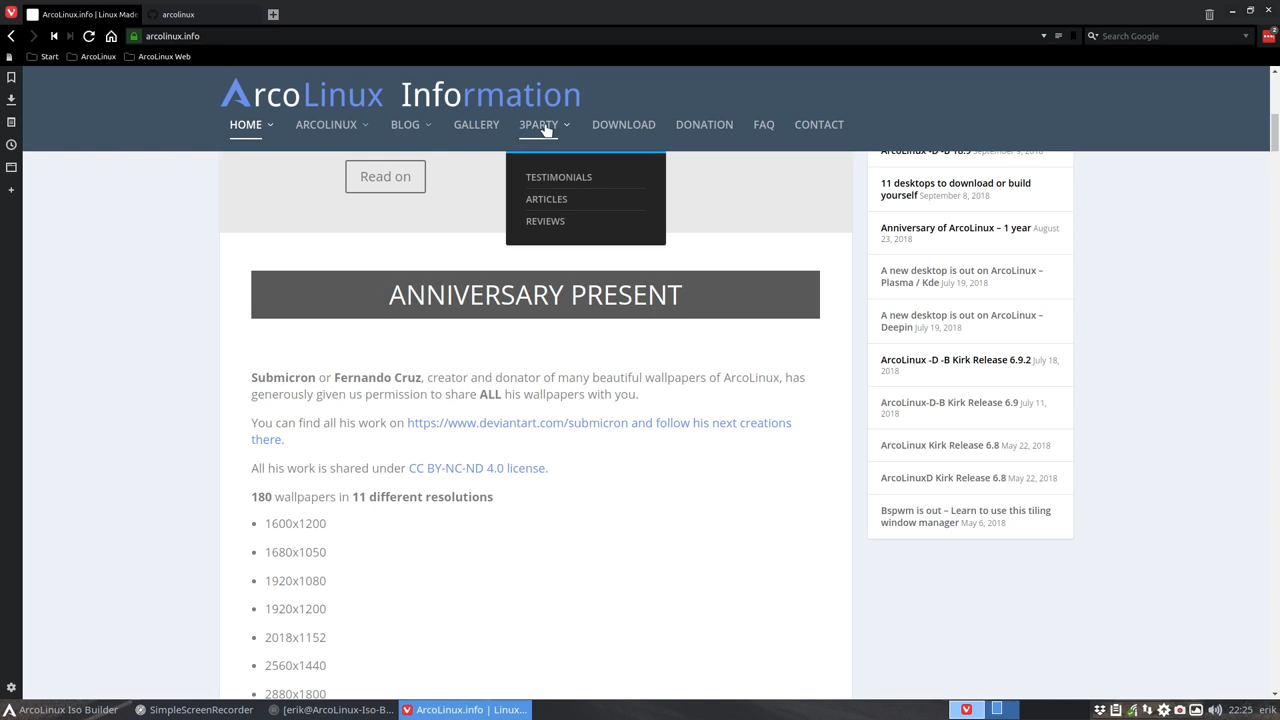 ArcoLinux.info | Linux Made
arcolinux
arcolinux.info
Search Google
2
Start
ArcoLinux
ArcoLinux Web
ArcoLinux Information
HOME
ARCOLINUX
BLOG
GALLERY
3PARTY
DOWNLOAD
DONATION
FAQ
CONTACT
TESTIMONIALS
ARTICLES
REVIEWS
Read on
ANNIVERSARY PRESENT
Submicron or Fernando Cruz, creator and donator of many beautiful wallpapers of ArcoLinux, has
generously given us permission to share ALL his wallpapers with you.
You can find all his work on https://www.deviantart.com/submicron and follow his next creations
there.
All his work is shared under CC BY-NC-ND 4.0 license.
180 wallpapers in 11 different resolutions
• 1600x1200
• 1680x1050
• 1920x1080
• 1920x1200
• 2018x1152
• 2560x1440
• 2880x1800
ArcoLinux -D -B 18.9 September 9, 2018
11 desktops to download or build
yourself September 8, 2018
Anniversary of ArcoLinux – 1 year August
23, 2018
A new desktop is out on ArcoLinux –
Plasma / Kde July 19, 2018
A new desktop is out on ArcoLinux –
Deepin July 19, 2018
ArcoLinux -D -B Kirk Release 6.9.2 July 18,
2018
ArcoLinux-D-B Kirk Release 6.9 July 11,
2018
ArcoLinux Kirk Release 6.8 May 22, 2018
ArcoLinuxD Kirk Release 6.8 May 22, 2018
Bspwm is out – Learn to use this tiling
window manager May 6, 2018
ArcoLinux Iso Builder
SimpleScreenRecorder
[erik@ArcoLinux-Iso-B...
ArcoLinux.info | Linux...
22:25
erik